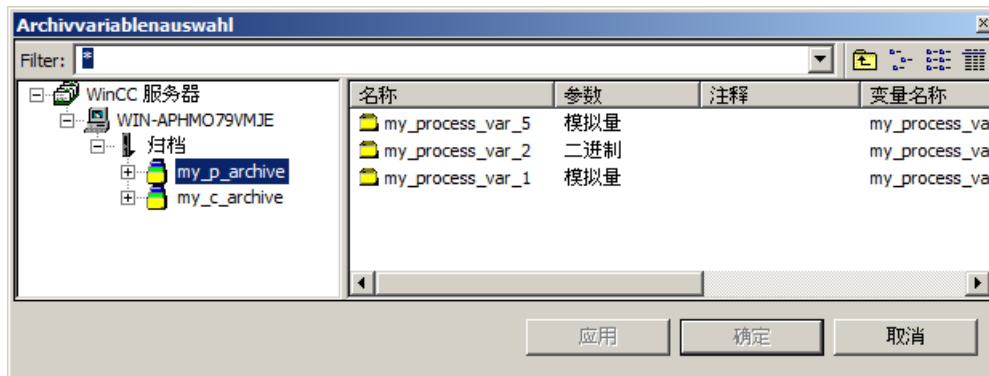 Archivvariablenauswahl
Filter: *
WinCC 服务器
WIN-APHMO79VMJE
归档
my_p_archive
my_c_archive
名称 参数 注释 变量名称
my_process_var_5 模拟量 my_process_va
my_process_var_2 二进制 my_process_va
my_process_var_1 模拟量 my_process_va
应用 确定 取消